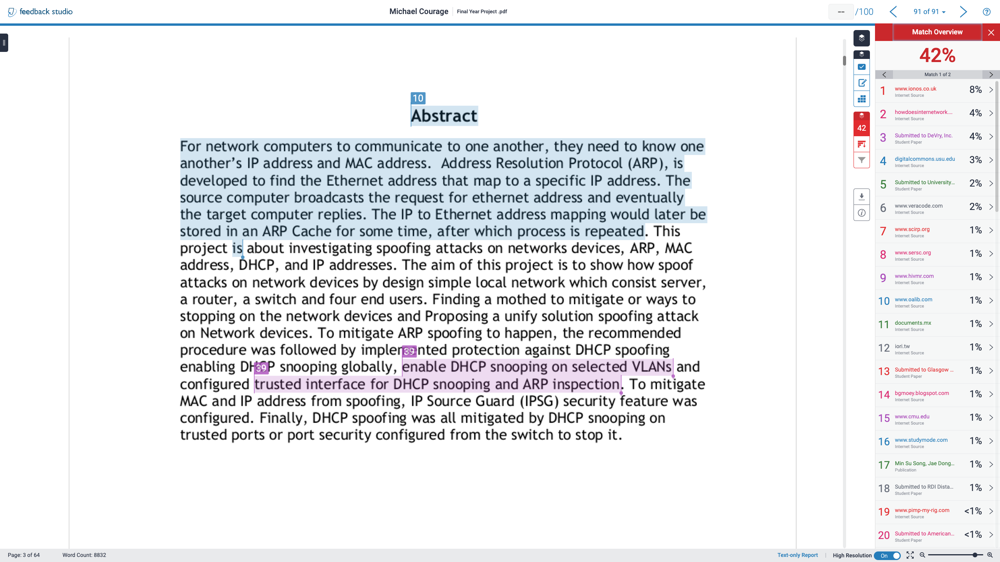 feedback studio
Michael Courage
Final Year Project .pdf
-- /100
91 of 91
Match Overview
42%
Match 1 of 2
10
Abstract
For network computers to communicate to one another, they need to know one
another’s IP address and MAC address.  Address Resolution Protocol (ARP), is
developed to find the Ethernet address that map to a specific IP address. The
source computer broadcasts the request for ethernet address and eventually
the target computer replies. The IP to Ethernet address mapping would later be
stored in an ARP Cache for some time, after which process is repeated. This
project is about investigating spoofing attacks on networks devices, ARP, MAC
address, DHCP, and IP addresses. The aim of this project is to show how spoof
attacks on network devices by design simple local network which consist server,
a router, a switch and four end users. Finding a mothed to mitigate or ways to
stopping on the network devices and Proposing a unify solution spoofing attack
on Network devices. To mitigate ARP spoofing to happen, the recommended
procedure was followed by implemented protection against DHCP spoofing
39
enabling DHCP snooping globally, enable DHCP snooping on selected VLANs and
39
configured trusted interface for DHCP snooping and ARP inspection. To mitigate
MAC and IP address from spoofing, IP Source Guard (IPSG) security feature was
configured. Finally, DHCP spoofing was all mitigated by DHCP snooping on
trusted ports or port security configured from the switch to stop it.
42
1 www.ionos.co.uk 8%
Internet Source
2 howdoesinternetwork.... 4%
Internet Source
3 Submitted to DeVry, Inc. 4%
Student Paper
4 digitalcommons.usu.edu 3%
Internet Source
5 Submitted to University... 2%
Student Paper
6 www.veracode.com 2%
Internet Source
7 www.scirp.org 1%
Internet Source
8 www.sersc.org 1%
Internet Source
9 www.hivmr.com 1%
Internet Source
10 www.oalib.com 1%
Internet Source
11 documents.mx 1%
Internet Source
12 iori.tw 1%
Internet Source
13 Submitted to Glasgow ... 1%
Student Paper
14 bgmoey.blogspot.com 1%
Internet Source
15 www.cmu.edu 1%
Internet Source
16 www.studymode.com 1%
Internet Source
17 Min Su Song, Jae Dong... 1%
Publication
18 Submitted to RDI Dista... 1%
Student Paper
19 www.pimp-my-rig.com <1%
Internet Source
20 Submitted to American... <1%
Student Paper
Page: 3 of 64
Word Count: 8832
Text-only Report
High Resolution On